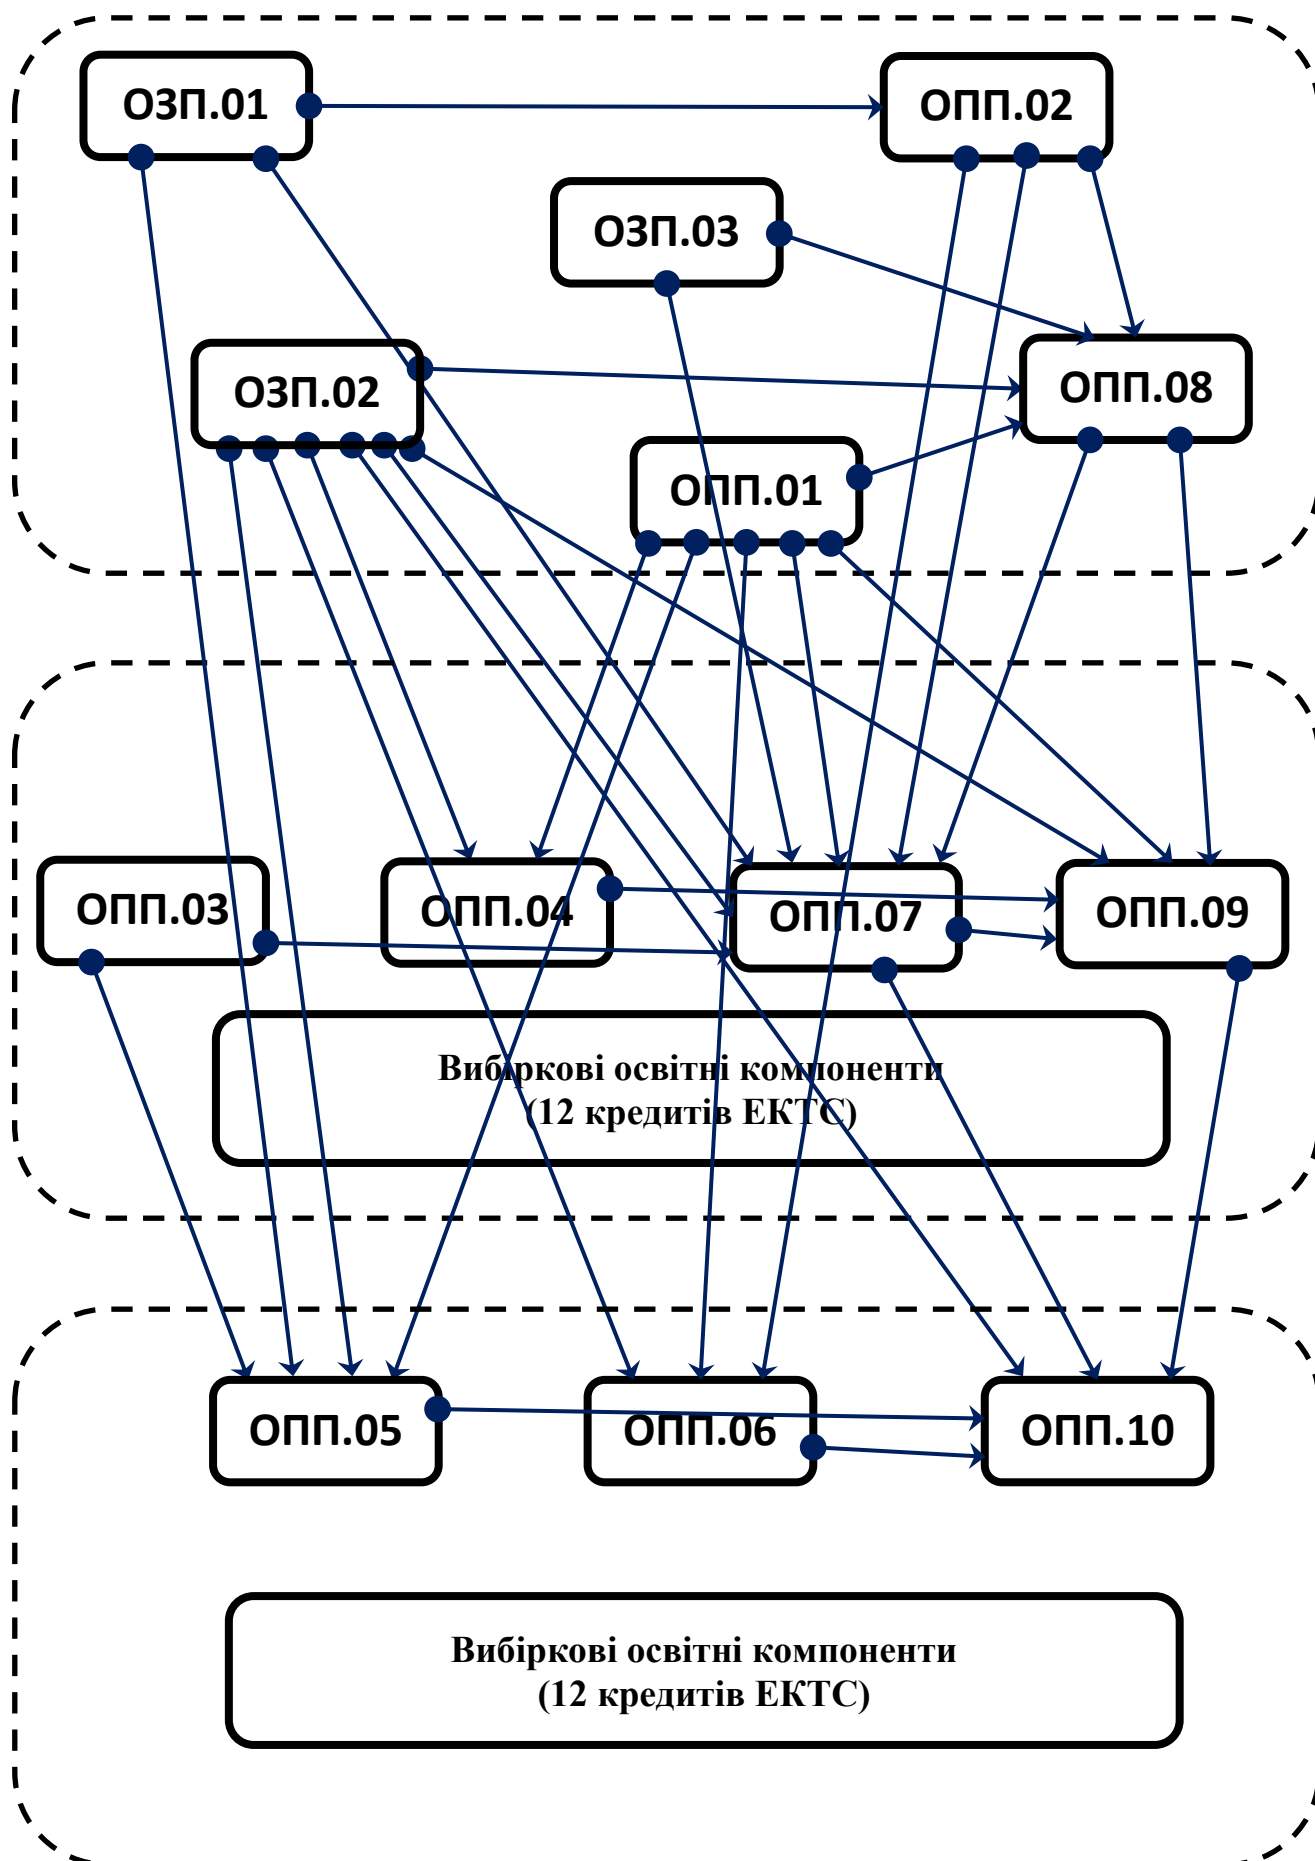 ОЗП.01
ОПП.02
ОЗП.03
ОЗП.02
ОПП.08
ОПП.01
ОПП.03
ОПП.04
ОПП.07
ОПП.09
Вибіркові освітні компоненти
(12 кредитів ЕКТС)
ОПП.05
ОПП.06
ОПП.10
Вибіркові освітні компоненти
(12 кредитів ЕКТС)